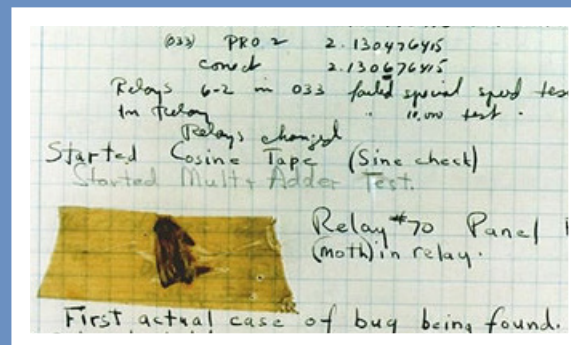 (033) PRO 2 2.130476415
conect 2.130676415
Relays 6-2 in 033 failed special speed tes
In Relay " 10,000 test .
Relays changed
Started Cosine Tape (Sine check)
Started Mult + Adder Test.
Relay #70 Panel
(moth) in relay.
First actual case of bug being found.